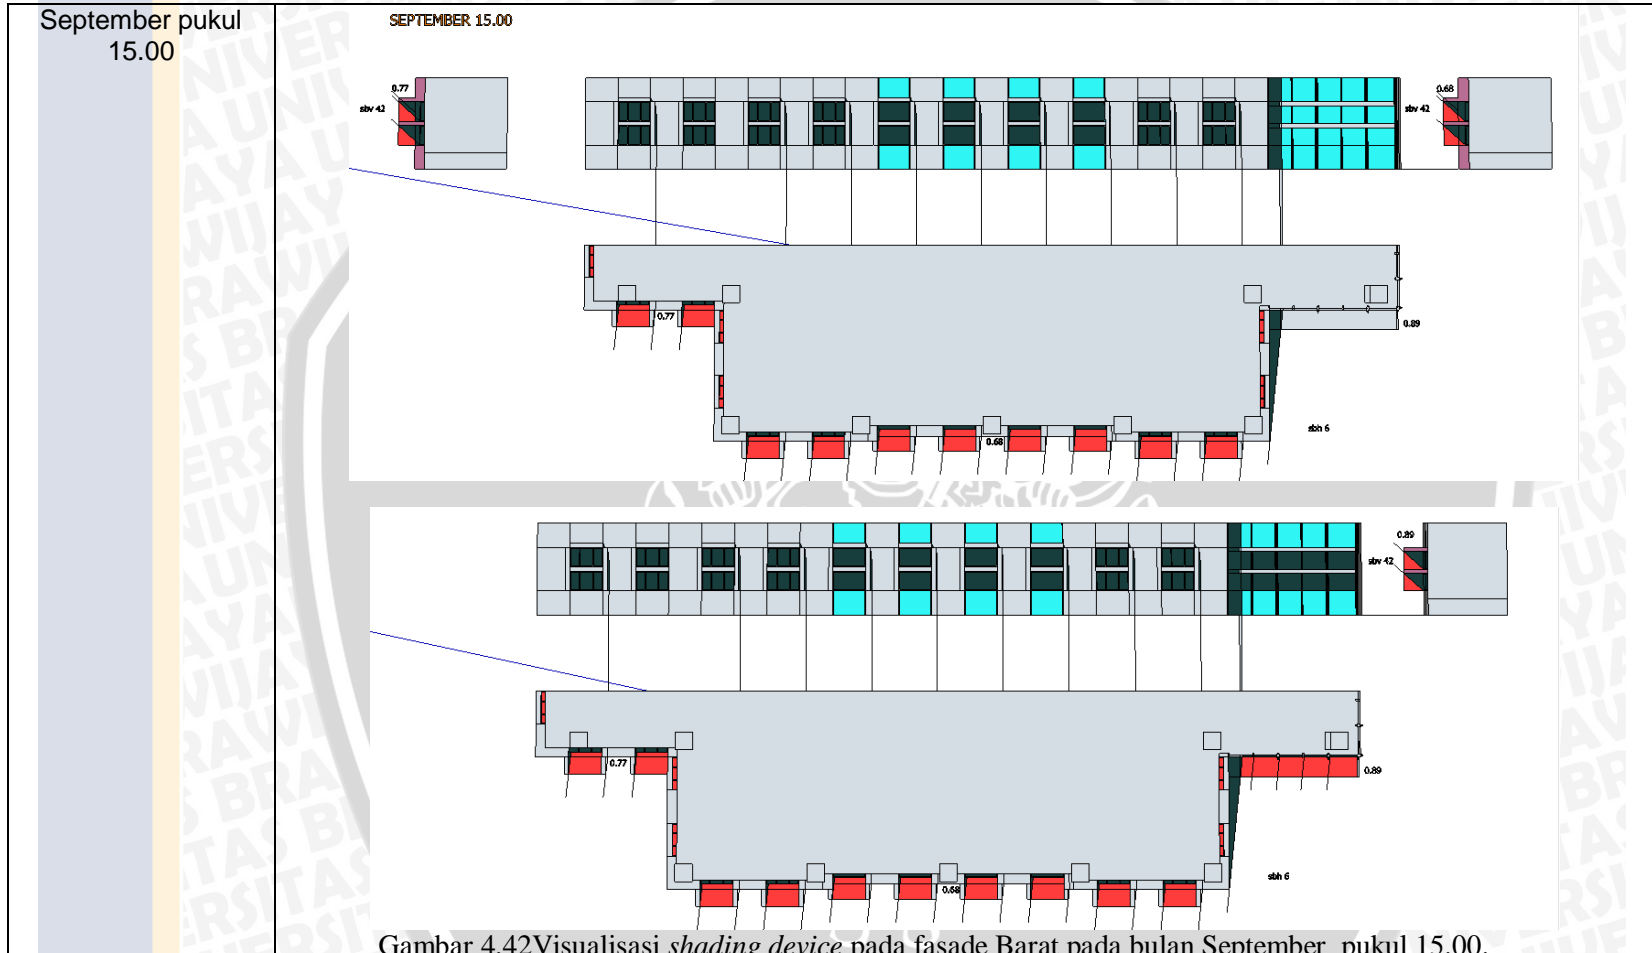 September pukul
15.00
SEPTEMBER 15.00
0.77
sbv 42
0.68
sbv 42
0.77
0.89
0.68
sbh 6
0.89
sbv 42
0.77
0.89
0.68
sbh 6
Gambar 4.42Visualisasi shading device pada fasade Barat pada bulan September pukul 15.00.